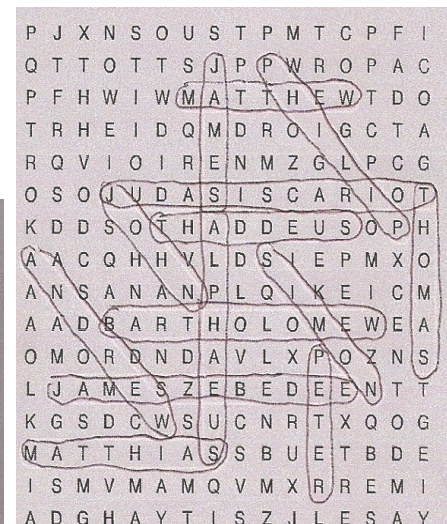 P J X N S O U S T P M T C P F I
Q T T O T T S J P P W R O P A C
P F H W I W M A T T H E W T D O
T R H E I D Q M D R O I G C T A
R Q V I O I R E N M Z G L P C G
O S O J U D A S I S C A R I O T
K D D S O T H A D D E U S O P H
A A C Q H H V L D S I E P M X O
A N S A N A N P L Q I K E I C M
A A D B A R T H O L O M E W E A
O M O R D N D A V L X P O Z N S
L J A M E S Z E B E D E E N T T
K G S D C W S U C N R T X Q O G
M A T T H I A S S B U E T B D E
I S M V M A M Q V M X R R E M I
A D G H A Y T I S Z J L E S A Y